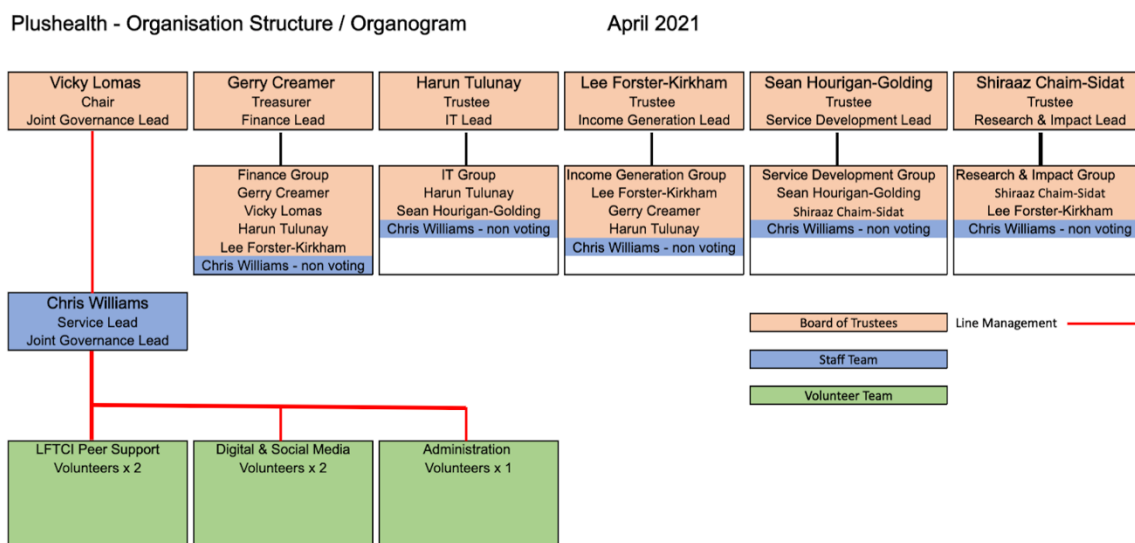 Plushealth - Organisation Structure / Organogram April 2021
Vicky Lomas
Chair
Joint Governance Lead
Gerry Creamer
Treasurer
Finance Lead
Harun Tulunay
Trustee
IT Lead
Lee Forster-Kirkham
Trustee
Income Generation Lead
Sean Hourigan-Golding
Trustee
Service Development Lead
Shiraaz Chaim-Sidat
Trustee
Research & Impact Lead
Finance Group
Gerry Creamer
Vicky Lomas
Harun Tulunay
Lee Forster-Kirkham
Chris Williams - non voting
IT Group
Harun Tulunay
Sean Hourigan-Golding
Chris Williams - non voting
Income Generation Group
Lee Forster-Kirkham
Gerry Creamer
Harun Tulunay
Chris Williams - non voting
Service Development Group
Sean Hourigan-Golding
Shiraaz Chaim-Sidat
Chris Williams - non voting
Research & Impact Group
Shiraaz Chaim-Sidat
Lee Forster-Kirkham
Chris Williams - non voting
Chris Williams
Service Lead
Joint Governance Lead
Board of Trustees
Line Management
Staff Team
Volunteer Team
LFTCI Peer Support
Volunteers x 2
Digital & Social Media
Volunteers x 2
Administration
Volunteers x 1